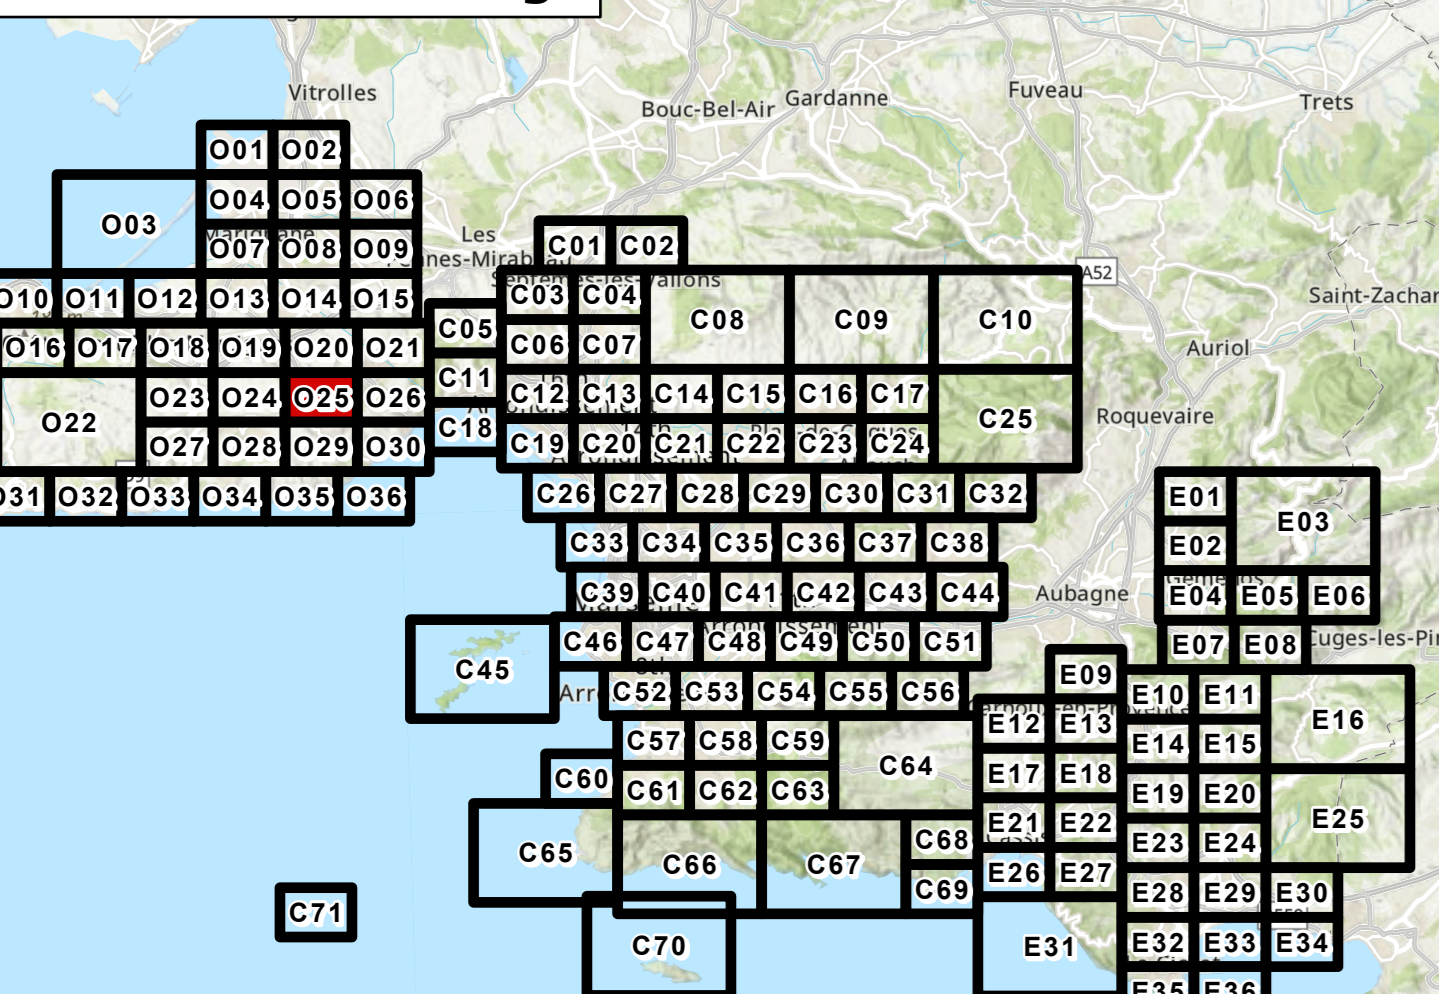 Vitrolles
Bouc-Bel-Air
Gardanne
Fuveau
Trets
O01 O02
O03 O04 O05 O06
Les
C01 C02
O07 O08 O09
A52
O10 O11 O12 O13 O14 O15
C03 C04
C08 C09 C10
Saint-Zachar
C05
O16 O17 O18 O19 O20 O21
C06 C07
Auriol
C11
O22 O23 O24 O25 O26
C12 C13 C14 C15 C16 C17
C25
Roquevaire
C18
O27 O28 O29 O30
C19 C20 C21 C22 C23 C24
O31 O32 O33 O34 O35 O36
C26 C27 C28 C29 C30 C31 C32
E01
E03
C33 C34 C35 C36 C37 C38
E02
C39 C40 C41 C42 C43 C44
Aubagne
Gémenos
E04 E05 E06
Marseille
Arrondissement
C46 C47 C48 C49 C50 C51
E07 E08
Cuges-les-Pin
C45
C52 C53 C54 C55 C56
E09
E10 E11
E16
E12 E13
C57 C58 C59
C64
E14 E15
C60
C61 C62 C63
E17 E18
E19 E20
E25
C65 C66 C67 C68
E21 E22
E23 E24
C69
E26 E27
E28 E29 E30
C71
C70
E31
E32 E33 E34
E35 E36